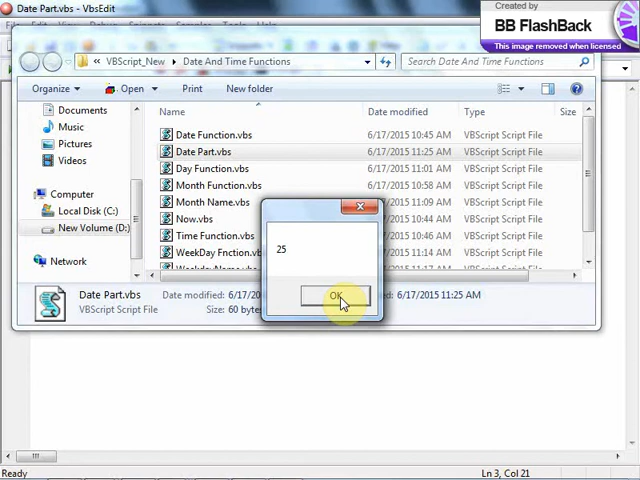 Date Part.vbs - VbsEdit
Created by
BB FlashBack
This image removed when licensed
VBScript_New
Date And Time Functions
Search Date And Time Functions
Organize
Open
Print
New folder
Documents
Music
Pictures
Videos
Computer
Local Disk (C:)
New Volume (D:)
Network
Name
Date modified
Type
Size
Date Function.vbs
6/17/2015 10:45 AM
VBScript Script File
Date Part.vbs
6/17/2015 11:25 AM
VBScript Script File
Day Function.vbs
6/17/2015 11:01 AM
VBScript Script File
Month Function.vbs
6/17/2015 10:58 AM
VBScript Script File
Month Name.vbs
6/17/2015 11:09 AM
VBScript Script File
Now.vbs
6/17/2015 10:44 AM
VBScript Script File
Time Function.vbs
6/17/2015 10:46 AM
VBScript Script File
WeekDay Fnction.vbs
6/17/2015 11:14 AM
VBScript Script File
25
OK
Date Part.vbs
Date modified: 6/17/20
6/17/2015 11:25 AM
VBScript Script File
Size: 60 bytes
Ready
Ln 3, Col 21